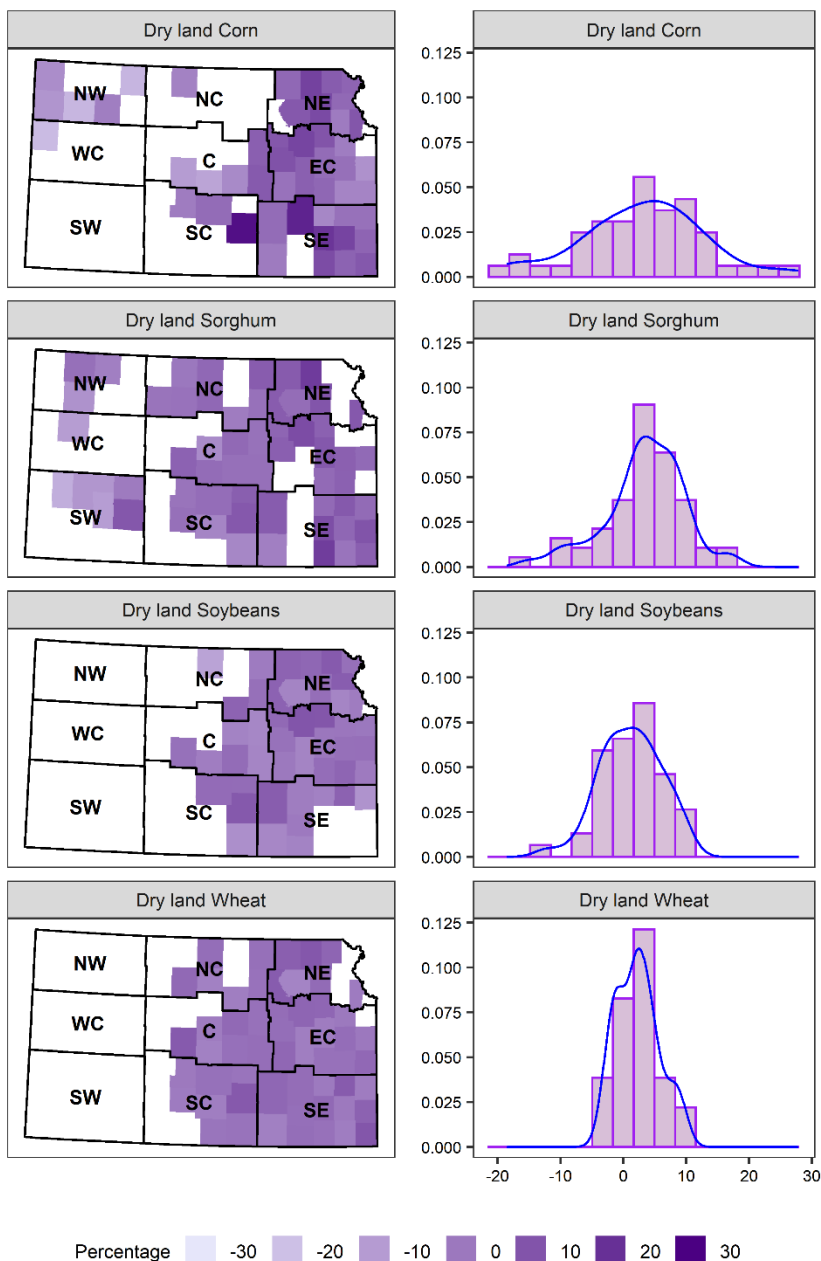 Dry land Corn
NW
NC
NE
WC
C
EC
SW
SC
SE
Dry land Corn
0.125
0.100
0.075
0.050
0.025
0.000
Dry land Sorghum
NW
NC
NE
WC
C
EC
SW
SC
SE
Dry land Sorghum
0.125
0.100
0.075
0.050
0.025
0.000
Dry land Soybeans
NW
NC
NE
WC
C
EC
SW
SC
SE
Dry land Soybeans
0.125
0.100
0.075
0.050
0.025
0.000
Dry land Wheat
NW
NC
NE
WC
C
EC
SW
SC
SE
Dry land Wheat
0.125
0.100
0.075
0.050
0.025
0.000
-20 -10 0 10 20 30
Percentage -30 -20 -10 0 10 20 30